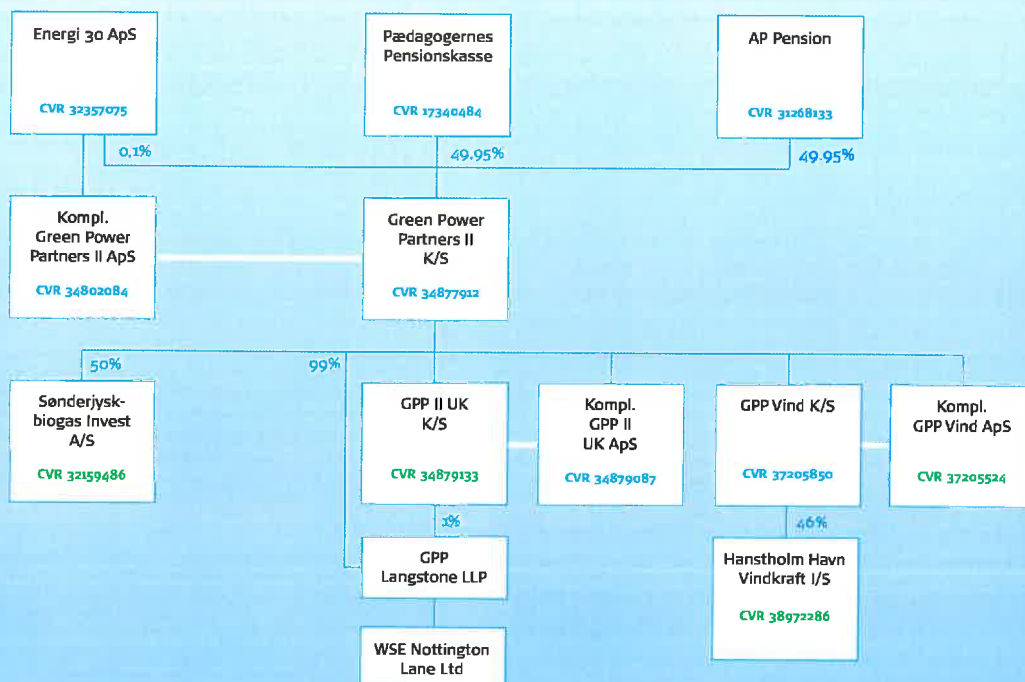 Energi 30 ApS
CVR 32357075
Pædagogernes
Pensionskasse
CVR 17340484
AP Pension
CVR 31268133
0,1%
49.95%
49.95%
Kompl.
Green Power
Partners II ApS
CVR 34802084
Green Power
Partners II
K/S
CVR 34877912
50%
99%
Sønderjysk-
biogas Invest
A/S
CVR 32159486
GPP II UK
K/S
CVR 34879133
Kompl.
GPP II
UK ApS
CVR 34879087
GPP Vind K/S
CVR 37205850
Kompl.
GPP Vind ApS
CVR 37205524
1%
46%
GPP
Langstone LLP
Hanstholm Havn
Vindkraft I/S
CVR 38972286
WSE Nottington
Lane Ltd